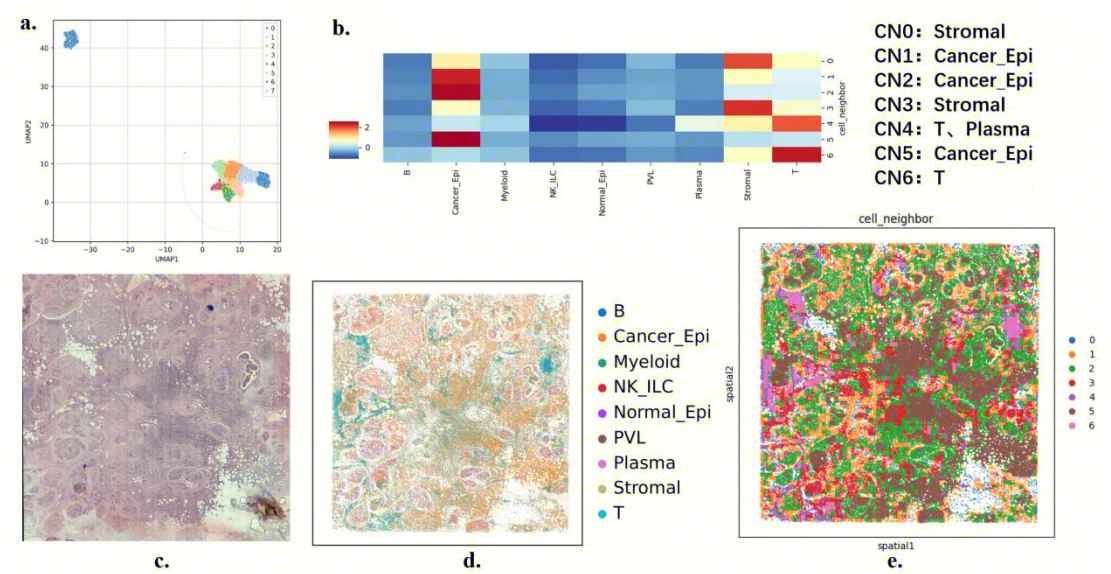 a.
0
1
2
3
4
5
6
7
40
30
20
10
0
−10
UMAP2
−30
−20
−10
0
10
20
UMAP1
b.
2
0
0
1
2
3
4
5
6
cell_neighbor
B
Cancer_Epi
Myeloid
NK_ILC
Normal_Epi
PVL
Plasma
Stromal
T
CN0：Stromal
CN1：Cancer_Epi
CN2：Cancer_Epi
CN3：Stromal
CN4：T、Plasma
CN5：Cancer_Epi
CN6：T
c.
B
Cancer_Epi
Myeloid
NK_ILC
Normal_Epi
PVL
Plasma
Stromal
T
d.
cell_neighbor
spatial2
0
1
2
3
4
5
6
spatial1
e.